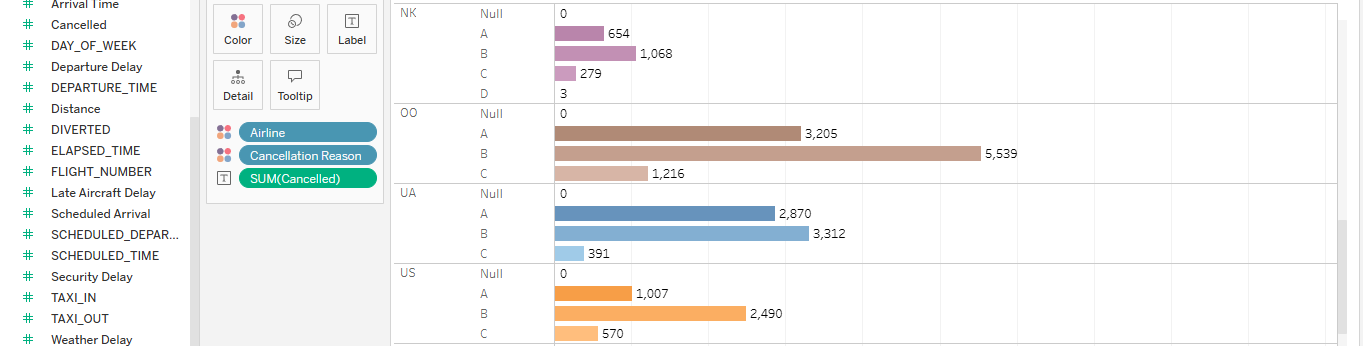 Arrival Time
Cancelled
DAY_OF_WEEK
Departure Delay
DEPARTURE_TIME
Distance
DIVERTED
ELAPSED_TIME
FLIGHT_NUMBER
Late Aircraft Delay
Scheduled Arrival
SCHEDULED_DEPAR...
SCHEDULED_TIME
Security Delay
TAXI_IN
TAXI_OUT
Weather Delay
Color Size Label
Detail Tooltip
Airline
Cancellation Reason
SUM(Cancelled)
NK Null 0
A 654
B 1,068
C 279
D 3
OO Null 0
A 3,205
B 5,539
C 1,216
UA Null 0
A 2,870
B 3,312
C 391
US Null 0
A 1,007
B 2,490
C 570